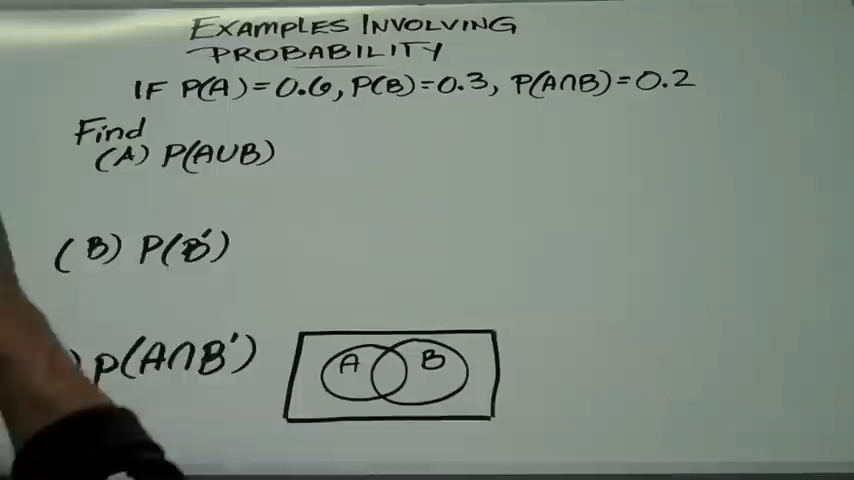 EXAMPLES INVOLVING
PROBABILITY
IF P(A)=0.6, P(B)=0.3, P(A∩B)=0.2
Find
(A) P(A∪B)
(B) P(B')
) P(A∩B')
A B